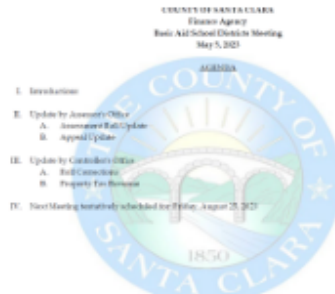 COUNTY OF SANTA CLARA
Finance Agency
Basic Aid School Districts Meeting
May 5, 2023
AGENDA
I. Introductions
II. Update by Assessor's Office
A. Assessment Roll Update
B. Appeal Update
III. Update by Controller's Office
A. Roll Corrections
B. Property Tax Revenue
IV. Next Meeting tentatively scheduled for Friday, August 25, 2023
THE COUNTY OF
SANTA CLARA
1850